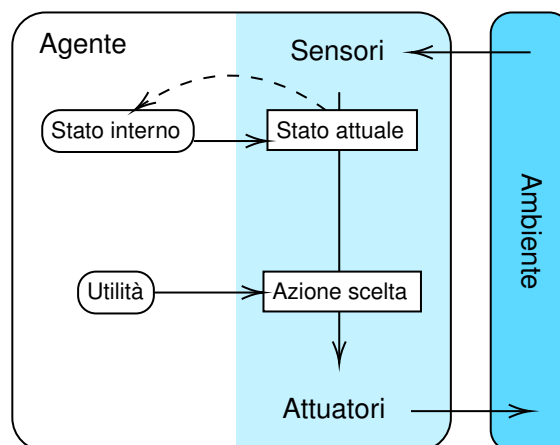 Agente
Sensori
Stato interno
Stato attuale
Ambiente
Utilità
Azione scelta
Attuatori